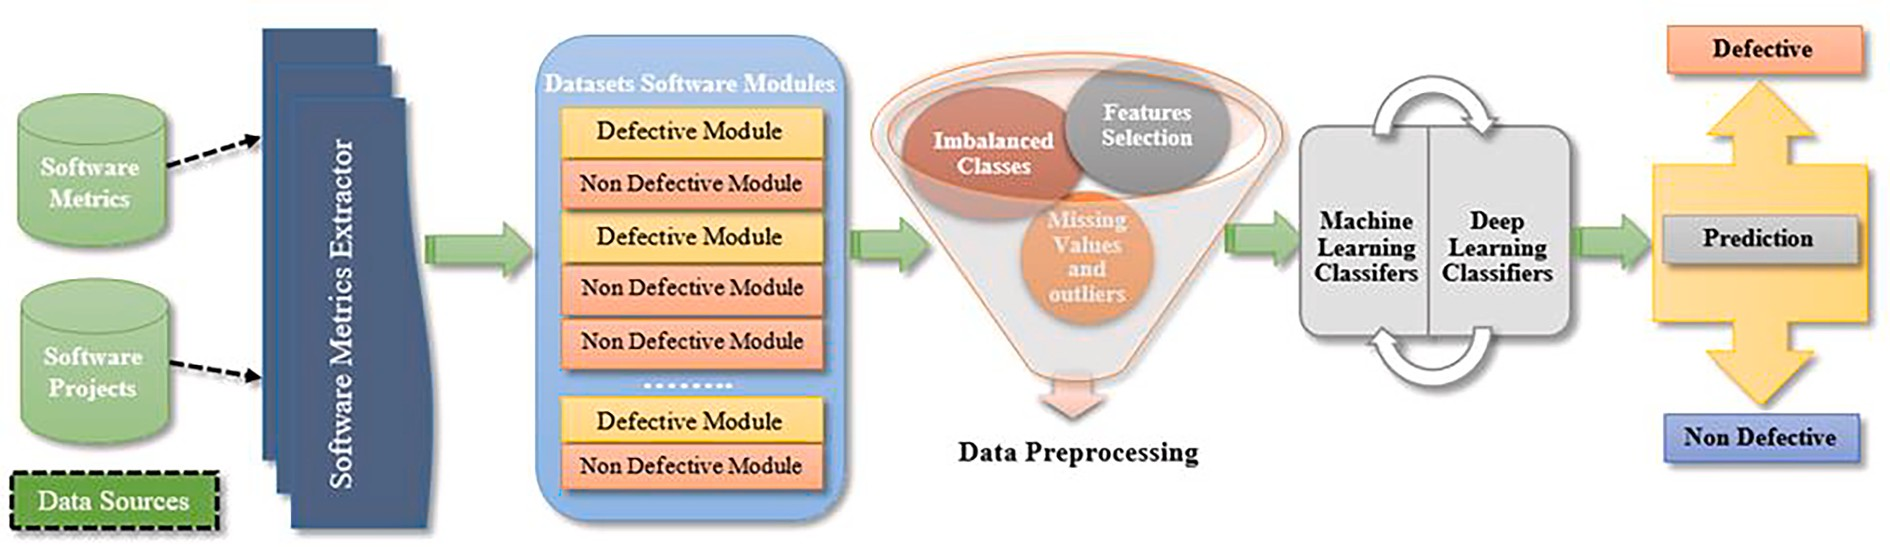 Software
Metrics
Software
Projects
Data Sources
Software Metrics Extractor
Datasets Software Modules
Defective Module
Non Defective Module
Defective Module
Non Defective Module
Non Defective Module
........
Defective Module
Non Defective Module
Imbalanced
Classes
Features
Selection
Missing
Values
and
outliers
Data Preprocessing
Machine
Learning
Classifers
Deep
Learning
Classifiers
Defective
Prediction
Non Defective